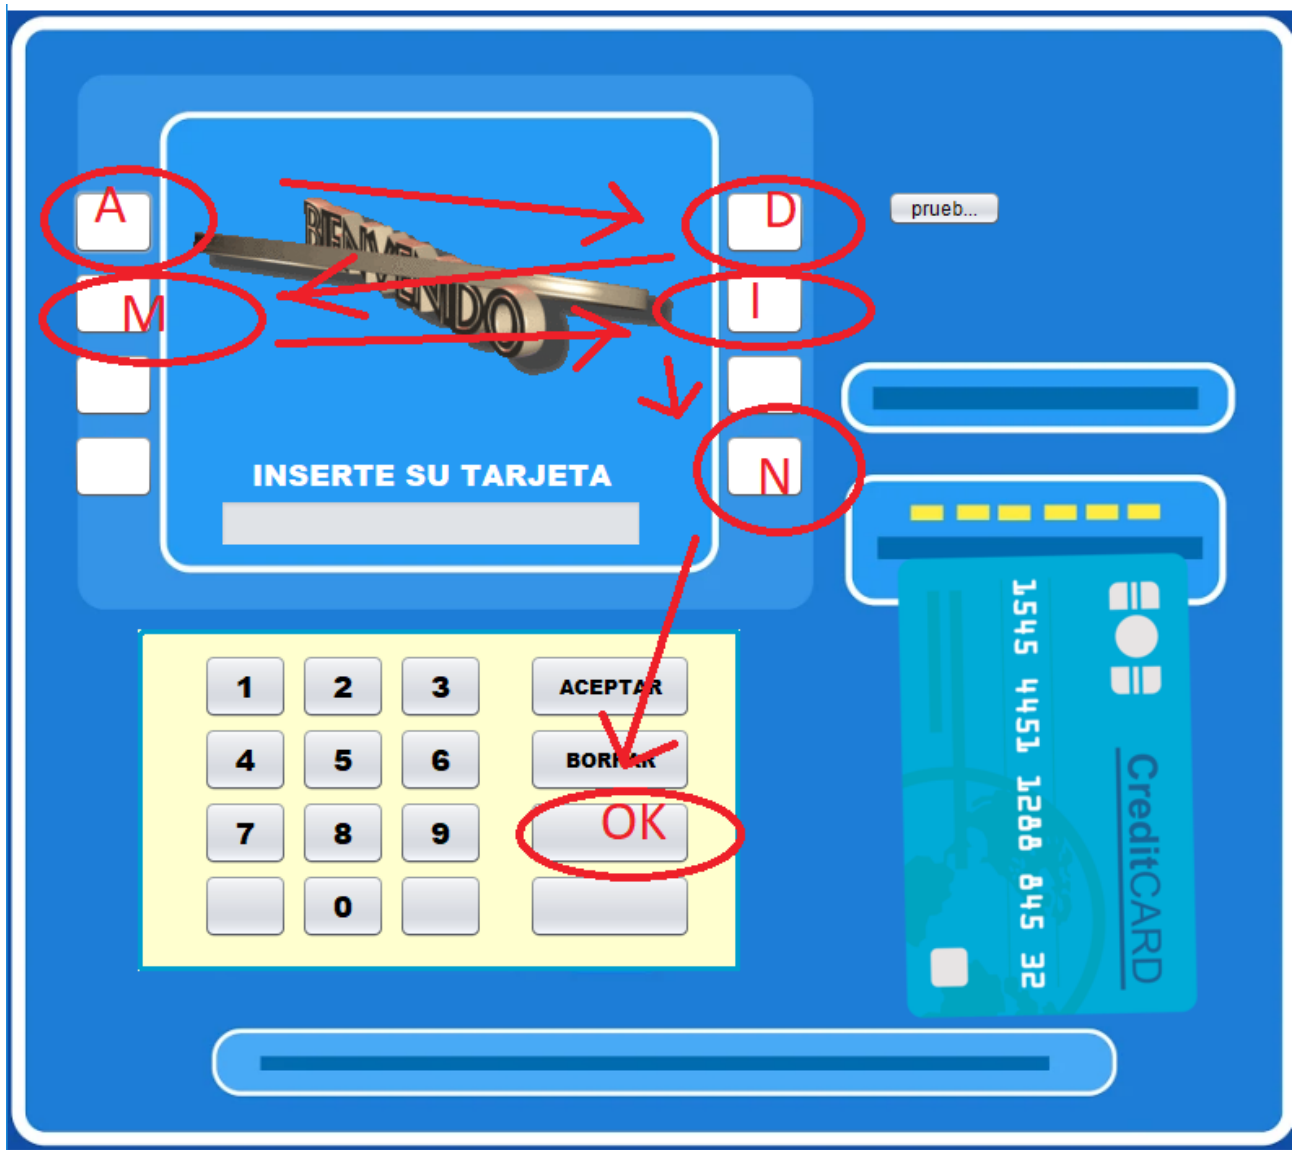 A D
prueb...
BIENVENIDO
M I
INSERTE SU TARJETA
N
1 2 3 ACEPTAR
4 5 6 BORRAR
7 8 9 OK
0
1545 4451 1288 845 32
CreditCARD